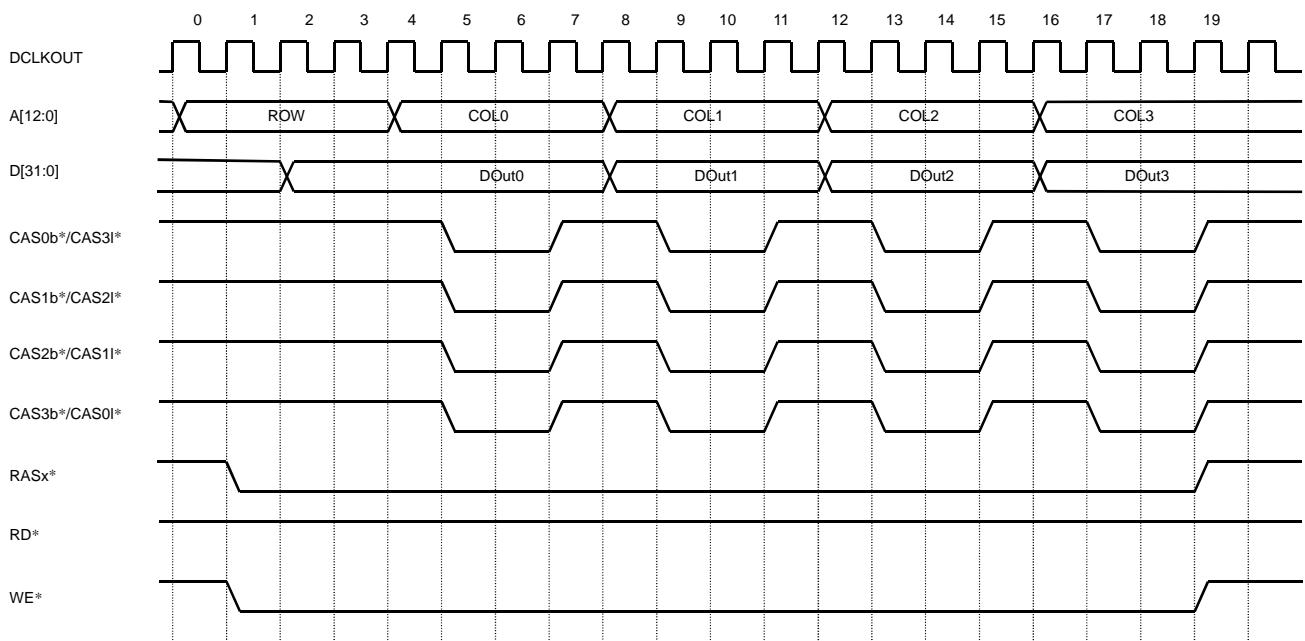 0 1 2 3 4 5 6 7 8 9 10 11 12 13 14 15 16 17 18 19
DCLKOUT
A[12:0] ROW COL0 COL1 COL2 COL3
D[31:0] DOut0 DOut1 DOut2 DOut3
CAS0b*/CAS3l*
CAS1b*/CAS2l*
CAS2b*/CAS1l*
CAS3b*/CAS0l*
RASx*
RD*
WE*